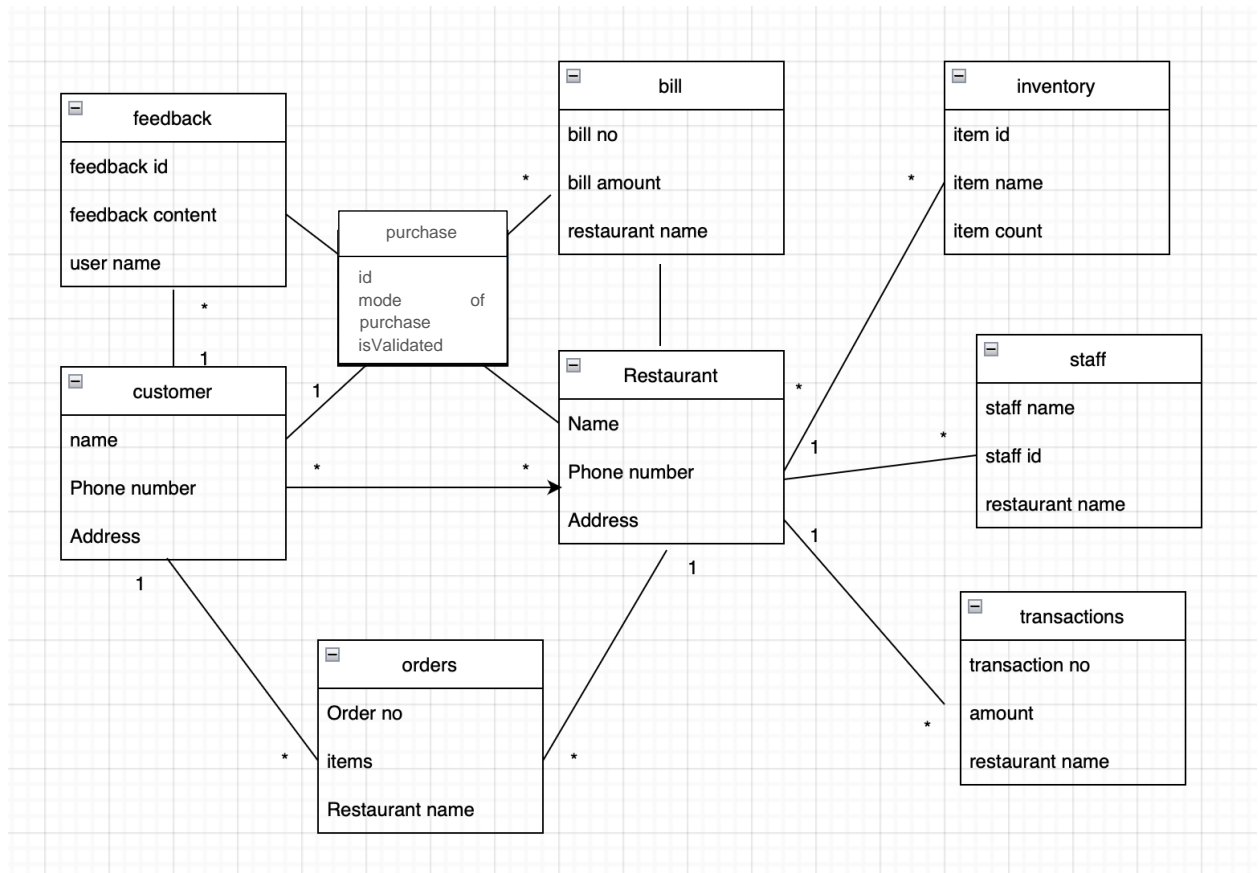 feedback
feedback id
feedback content
user name
bill
bill no
bill amount
restaurant name
inventory
item id
item name
item count
purchase
id
mode of
purchase
isValidated
customer
name
Phone number
Address
Restaurant
Name
Phone number
Address
staff
staff name
staff id
restaurant name
orders
Order no
items
Restaurant name
transactions
transaction no
amount
restaurant name
*
1
1
*
*
*
*
*
1
*
1
*
1
*
1
*